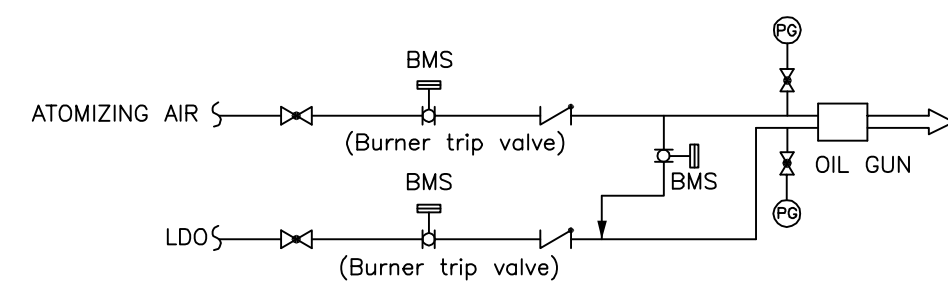 PG
BMS
ATOMIZING AIR
(Burner trip valve)
OIL GUN
BMS
BMS
PG
LDO
(Burner trip valve)